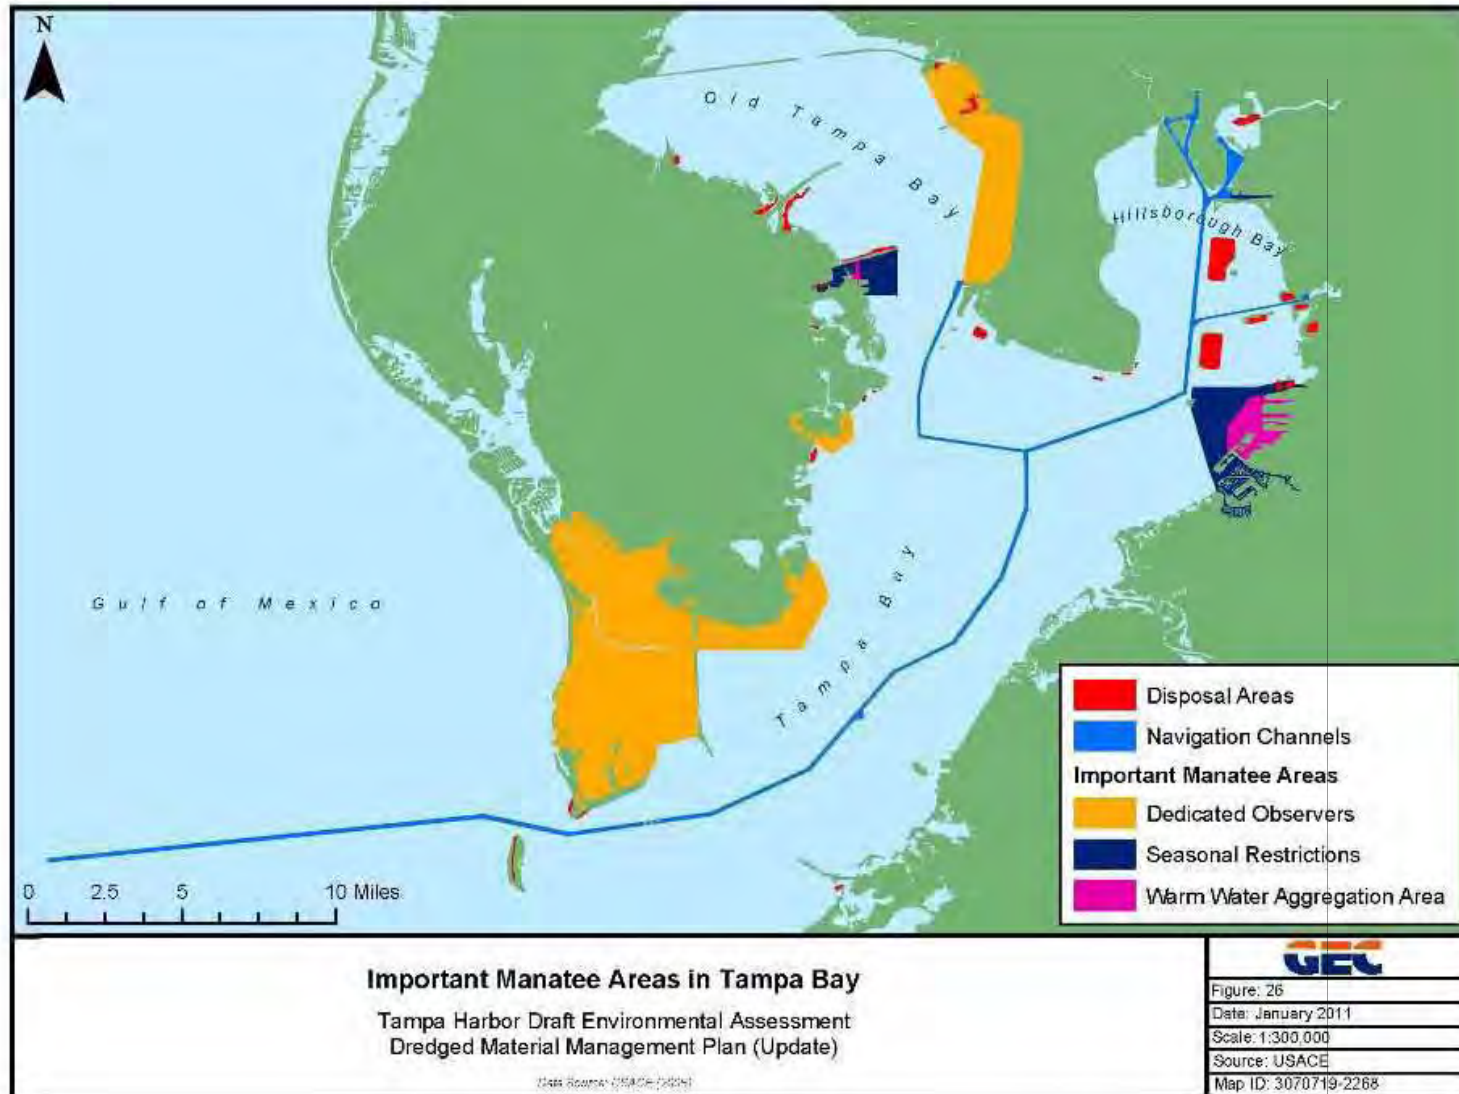 N
Old Tampa Bay
Hillsborough Bay
Gulf of Mexico
Tampa Bay
0 2.5 5 10 Miles
Disposal Areas
Navigation Channels
Important Manatee Areas
Dedicated Observers
Seasonal Restrictions
Warm Water Aggregation Area
Important Manatee Areas in Tampa Bay
Tampa Harbor Draft Environmental Assessment
Dredged Material Management Plan (Update)
Data Source: USACE
GEC
Figure: 26
Date: January 2011
Scale: 1:300,000
Source: USACE
Map ID: 3070719-2268